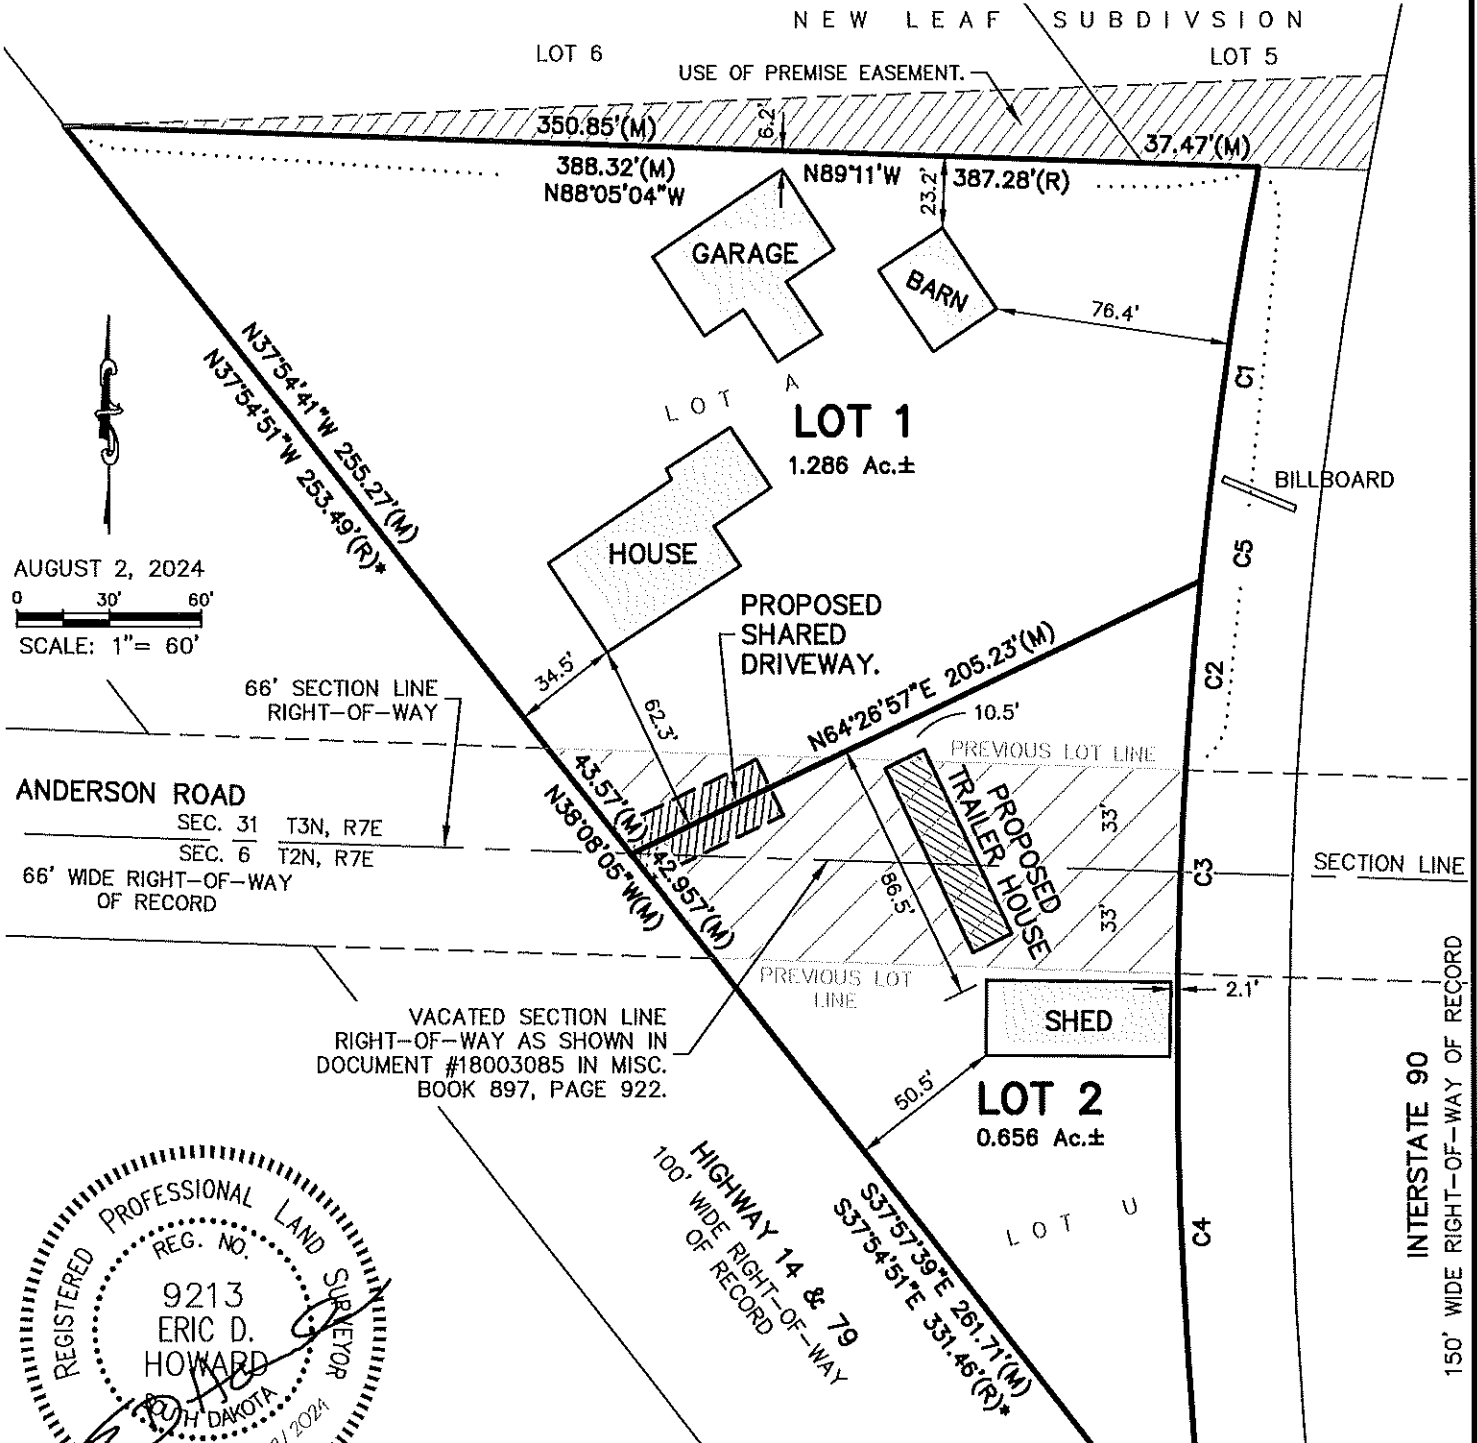 NEW LEAF SUBDIVSION
LOT 6
LOT 5
USE OF PREMISE EASEMENT.
350.85'(M)
6.2'
37.47'(M)
388.32'(M)
N88°05'04"W
N89°11'W
387.28'(R)
23.2'
GARAGE
BARN
76.4'
C1
N37°54'41"W 255.27'(M)
N37°54'51"W 253.49'(R)*
LOT A
LOT 1
1.286 Ac.±
BILLBOARD
HOUSE
C5
AUGUST 2, 2024
0 30' 60'
SCALE: 1"= 60'
PROPOSED
SHARED
DRIVEWAY.
34.5'
62.3'
N64°26'57"E 205.23'(M)
C2
66' SECTION LINE
RIGHT-OF-WAY
10.5'
PREVIOUS LOT LINE
ANDERSON ROAD
SEC. 31 T3N, R7E
SEC. 6 T2N, R7E
66' WIDE RIGHT-OF-WAY
OF RECORD
43.57'(M)
42.957'(M)
N38°08'05"W(M)
PROPOSED
TRAILER HOUSE
86.5'
33'
33'
C3
SECTION LINE
PREVIOUS LOT
LINE
2.1'
SHED
VACATED SECTION LINE
RIGHT-OF-WAY AS SHOWN IN
DOCUMENT #18003085 IN MISC.
BOOK 897, PAGE 922.
50.5'
LOT 2
0.656 Ac.±
HIGHWAY 14 & 79
100' WIDE RIGHT-OF-WAY
OF RECORD
S37°57'39"E 261.71'(M)
S37°54'51"E 331.46'(R)*
LOT U
C4
INTERSTATE 90
150' WIDE RIGHT-OF-WAY OF RECORD
REGISTERED PROFESSIONAL LAND SURVEYOR
REG. NO.
9213
ERIC D.
HOWARD
SOUTH DAKOTA